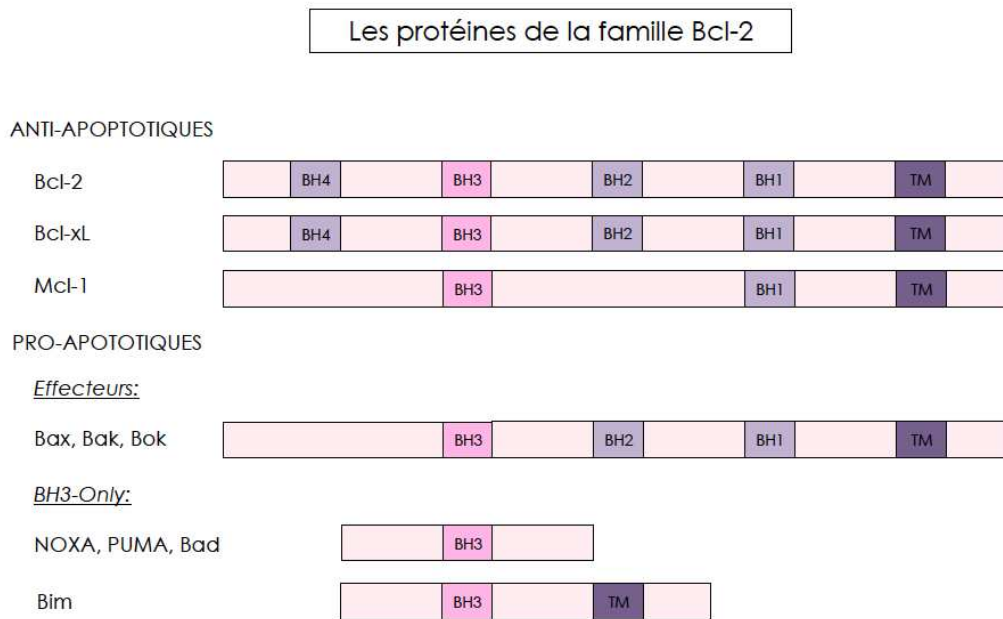 Les protéines de la famille Bcl-2
ANTI-APOPTOTIQUES
Bcl-2 BH4 BH3 BH2 BH1 TM
Bcl-xL BH4 BH3 BH2 BH1 TM
Mcl-1 BH3 BH1 TM
PRO-APOTOTIQUES
Effecteurs:
Bax, Bak, Bok BH3 BH2 BH1 TM
BH3-Only:
NOXA, PUMA, Bad BH3
Bim BH3 TM